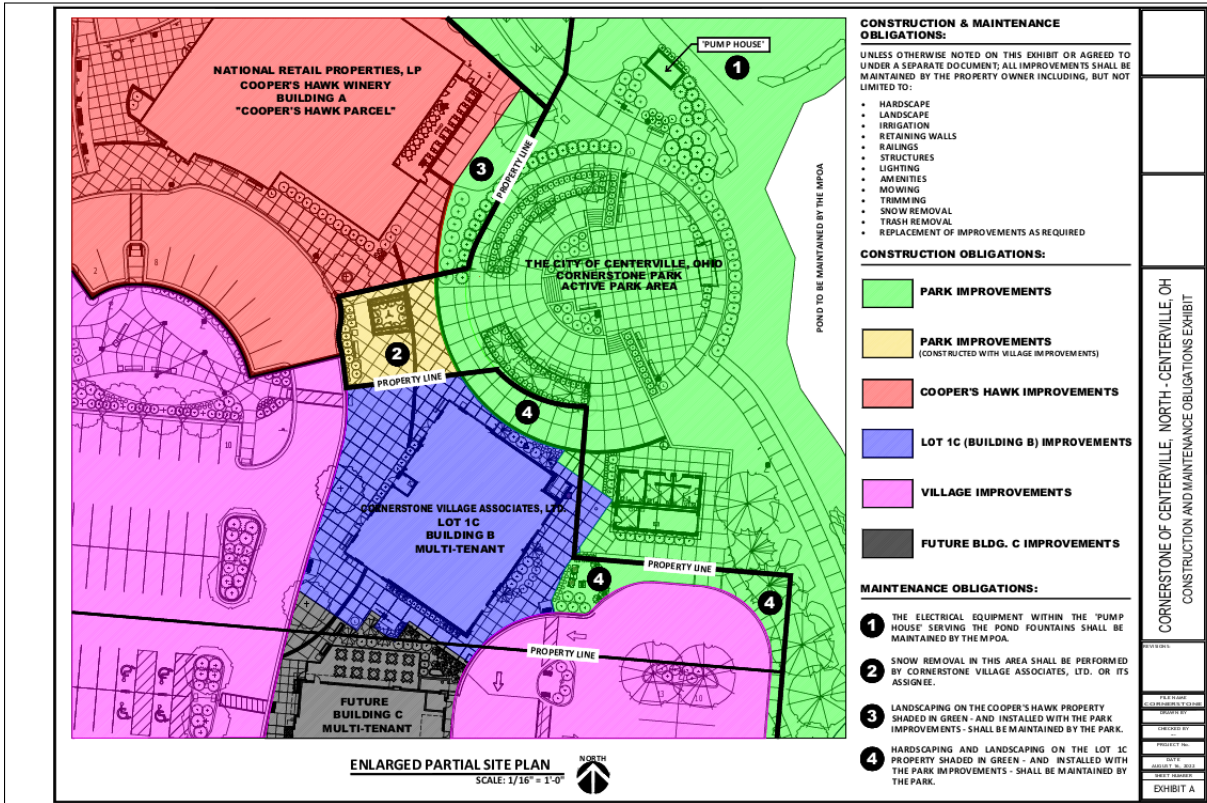 NATIONAL RETAIL PROPERTIES, LP
COOPER'S HAWK WINERY
BUILDING A
"COOPER'S HAWK PARCEL"
'PUMP HOUSE'
1
3
PROPERTY LINE
THE CITY OF CENTERVILLE, OHIO
CORNERSTONE PARK
ACTIVE PARK AREA
POND TO BE MAINTAINED BY THE MPOA
2
8
2
PROPERTY LINE
4
10
CORNERSTONE VILLAGE ASSOCIATES, LTD.
LOT 1C
BUILDING B
MULTI-TENANT
PROPERTY LINE
4
4
PROPERTY LINE
13
10
FUTURE
BUILDING C
MULTI-TENANT
ENLARGED PARTIAL SITE PLAN
SCALE: 1/16" = 1'-0"
NORTH
CONSTRUCTION & MAINTENANCE
OBLIGATIONS:
UNLESS OTHERWISE NOTED ON THIS EXHIBIT OR AGREED TO
UNDER A SEPARATE DOCUMENT; ALL IMPROVEMENTS SHALL BE
MAINTAINED BY THE PROPERTY OWNER INCLUDING, BUT NOT
LIMITED TO:
• HARDSCAPE
• LANDSCAPE
• IRRIGATION
• RETAINING WALLS
• RAILINGS
• STRUCTURES
• LIGHTING
• AMENITIES
• MOWING
• TRIMMING
• SNOW REMOVAL
• TRASH REMOVAL
• REPLACEMENT OF IMPROVEMENTS AS REQUIRED
CONSTRUCTION OBLIGATIONS:
PARK IMPROVEMENTS
PARK IMPROVEMENTS
(CONSTRUCTED WITH VILLAGE IMPROVEMENTS)
COOPER'S HAWK IMPROVEMENTS
LOT 1C (BUILDING B) IMPROVEMENTS
VILLAGE IMPROVEMENTS
FUTURE BLDG. C IMPROVEMENTS
MAINTENANCE OBLIGATIONS:
1 THE ELECTRICAL EQUIPMENT WITHIN THE 'PUMP
HOUSE' SERVING THE POND FOUNTAINS SHALL BE
MAINTAINED BY THE MPOA.
2 SNOW REMOVAL IN THIS AREA SHALL BE PERFORMED
BY CORNERSTONE VILLAGE ASSOCIATES, LTD. OR ITS
ASSIGNEE.
3 LANDSCAPING ON THE COOPER'S HAWK PROPERTY
SHADED IN GREEN - AND INSTALLED WITH THE PARK
IMPROVEMENTS - SHALL BE MAINTAINED BY THE PARK.
4 HARDSCAPING AND LANDSCAPING ON THE LOT 1C
PROPERTY SHADED IN GREEN - AND INSTALLED WITH
THE PARK IMPROVEMENTS - SHALL BE MAINTAINED BY
THE PARK.
CORNERSTONE OF CENTERVILLE, NORTH - CENTERVILLE, OH
CONSTRUCTION AND MAINTENANCE OBLIGATIONS EXHIBIT
REVISIONS:
FILE NAME
CORNERSTONE
DRAWN BY
CHECKED BY
--
PROJECT No.
DATE
AUGUST 16, 2022
SHEET NUMBER
EXHIBIT A